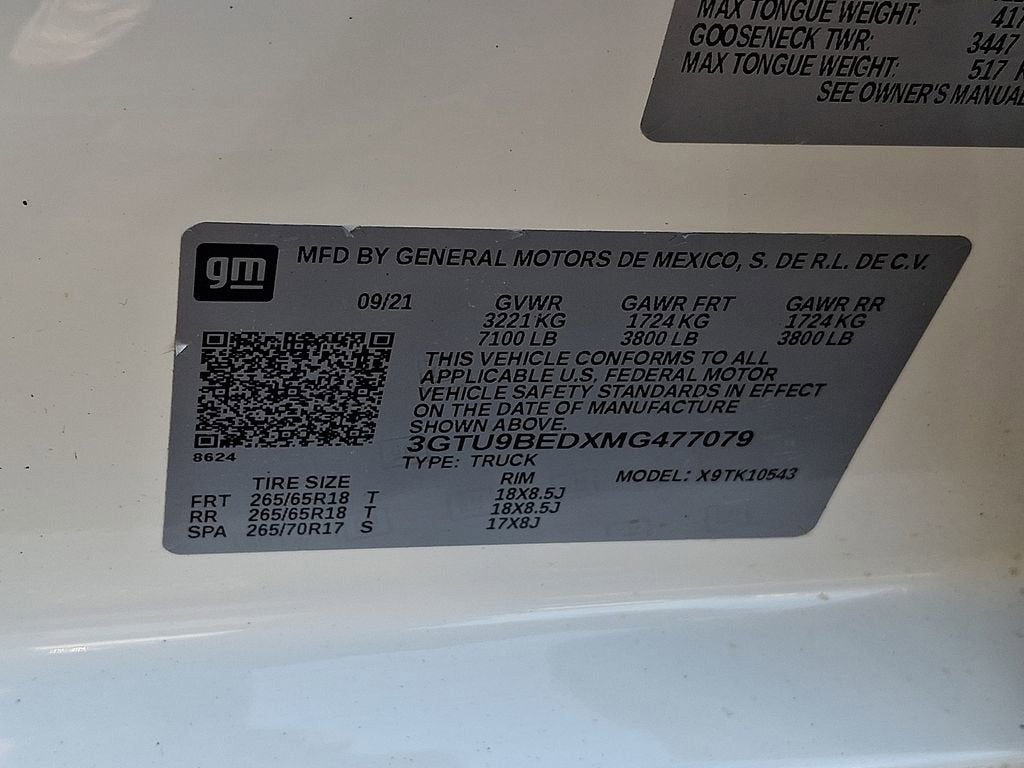 MAX TONGUE WEIGHT: 417
GOOSENECK TWR: 3447
MAX TONGUE WEIGHT: 517 K
SEE OWNER'S MANUAL
gm MFD BY GENERAL MOTORS DE MEXICO, S. DE R.L. DE C.V.
09/21 GVWR GAWR FRT GAWR RR
3221 KG 1724 KG 1724 KG
7100 LB 3800 LB 3800 LB
THIS VEHICLE CONFORMS TO ALL
APPLICABLE U.S. FEDERAL MOTOR
VEHICLE SAFETY STANDARDS IN EFFECT
ON THE DATE OF MANUFACTURE
SHOWN ABOVE.
3GTU9BEDXMG477079
8624
TYPE: TRUCK MODEL: X9TK10543
TIRE SIZE RIM
FRT 265/65R18 T 18X8.5J
RR 265/65R18 T 18X8.5J
SPA 265/70R17 S 17X8J